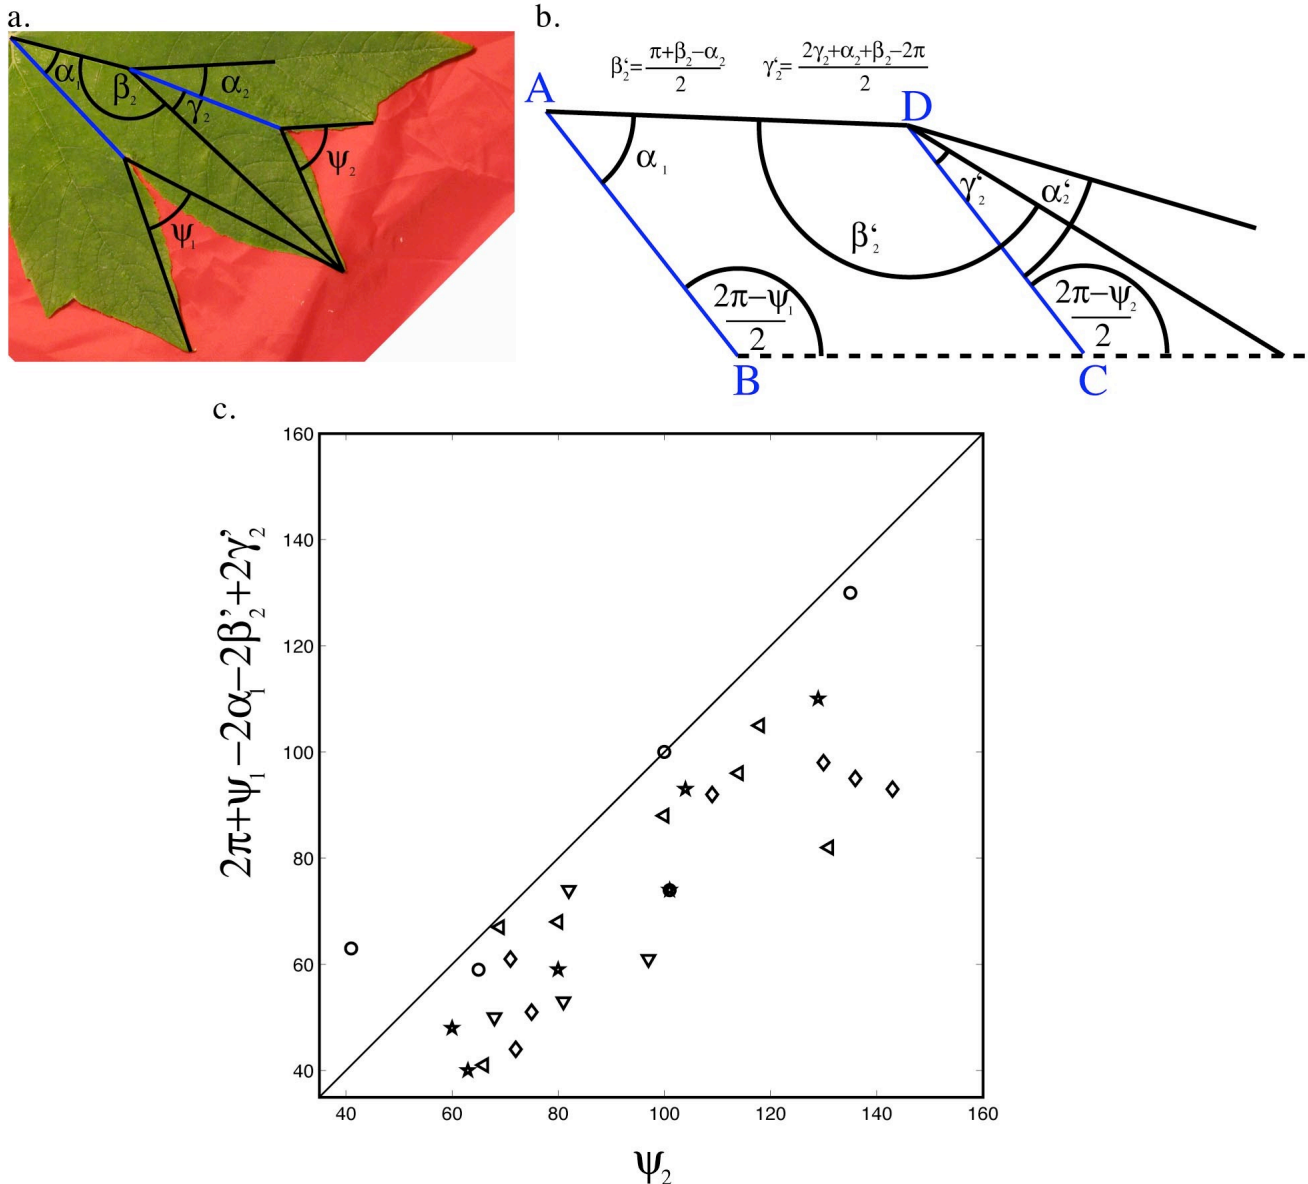 a.
α₁
β₂
γ₂
α₂
ψ₁
ψ₂
b.
β₂‘=(π+β₂−α₂)/2
γ₂‘=(2γ₂+α₂+β₂−2π)/2
A
D
α₁
β₂‘
γ₂‘
α₂‘
(2π−ψ₁)/2
(2π−ψ₂)/2
B
C
c.
2π+ψ₁−2α₁−2β₂’+2γ₂’
160
140
120
100
80
60
40
40 60 80 100 120 140 160
ψ₂